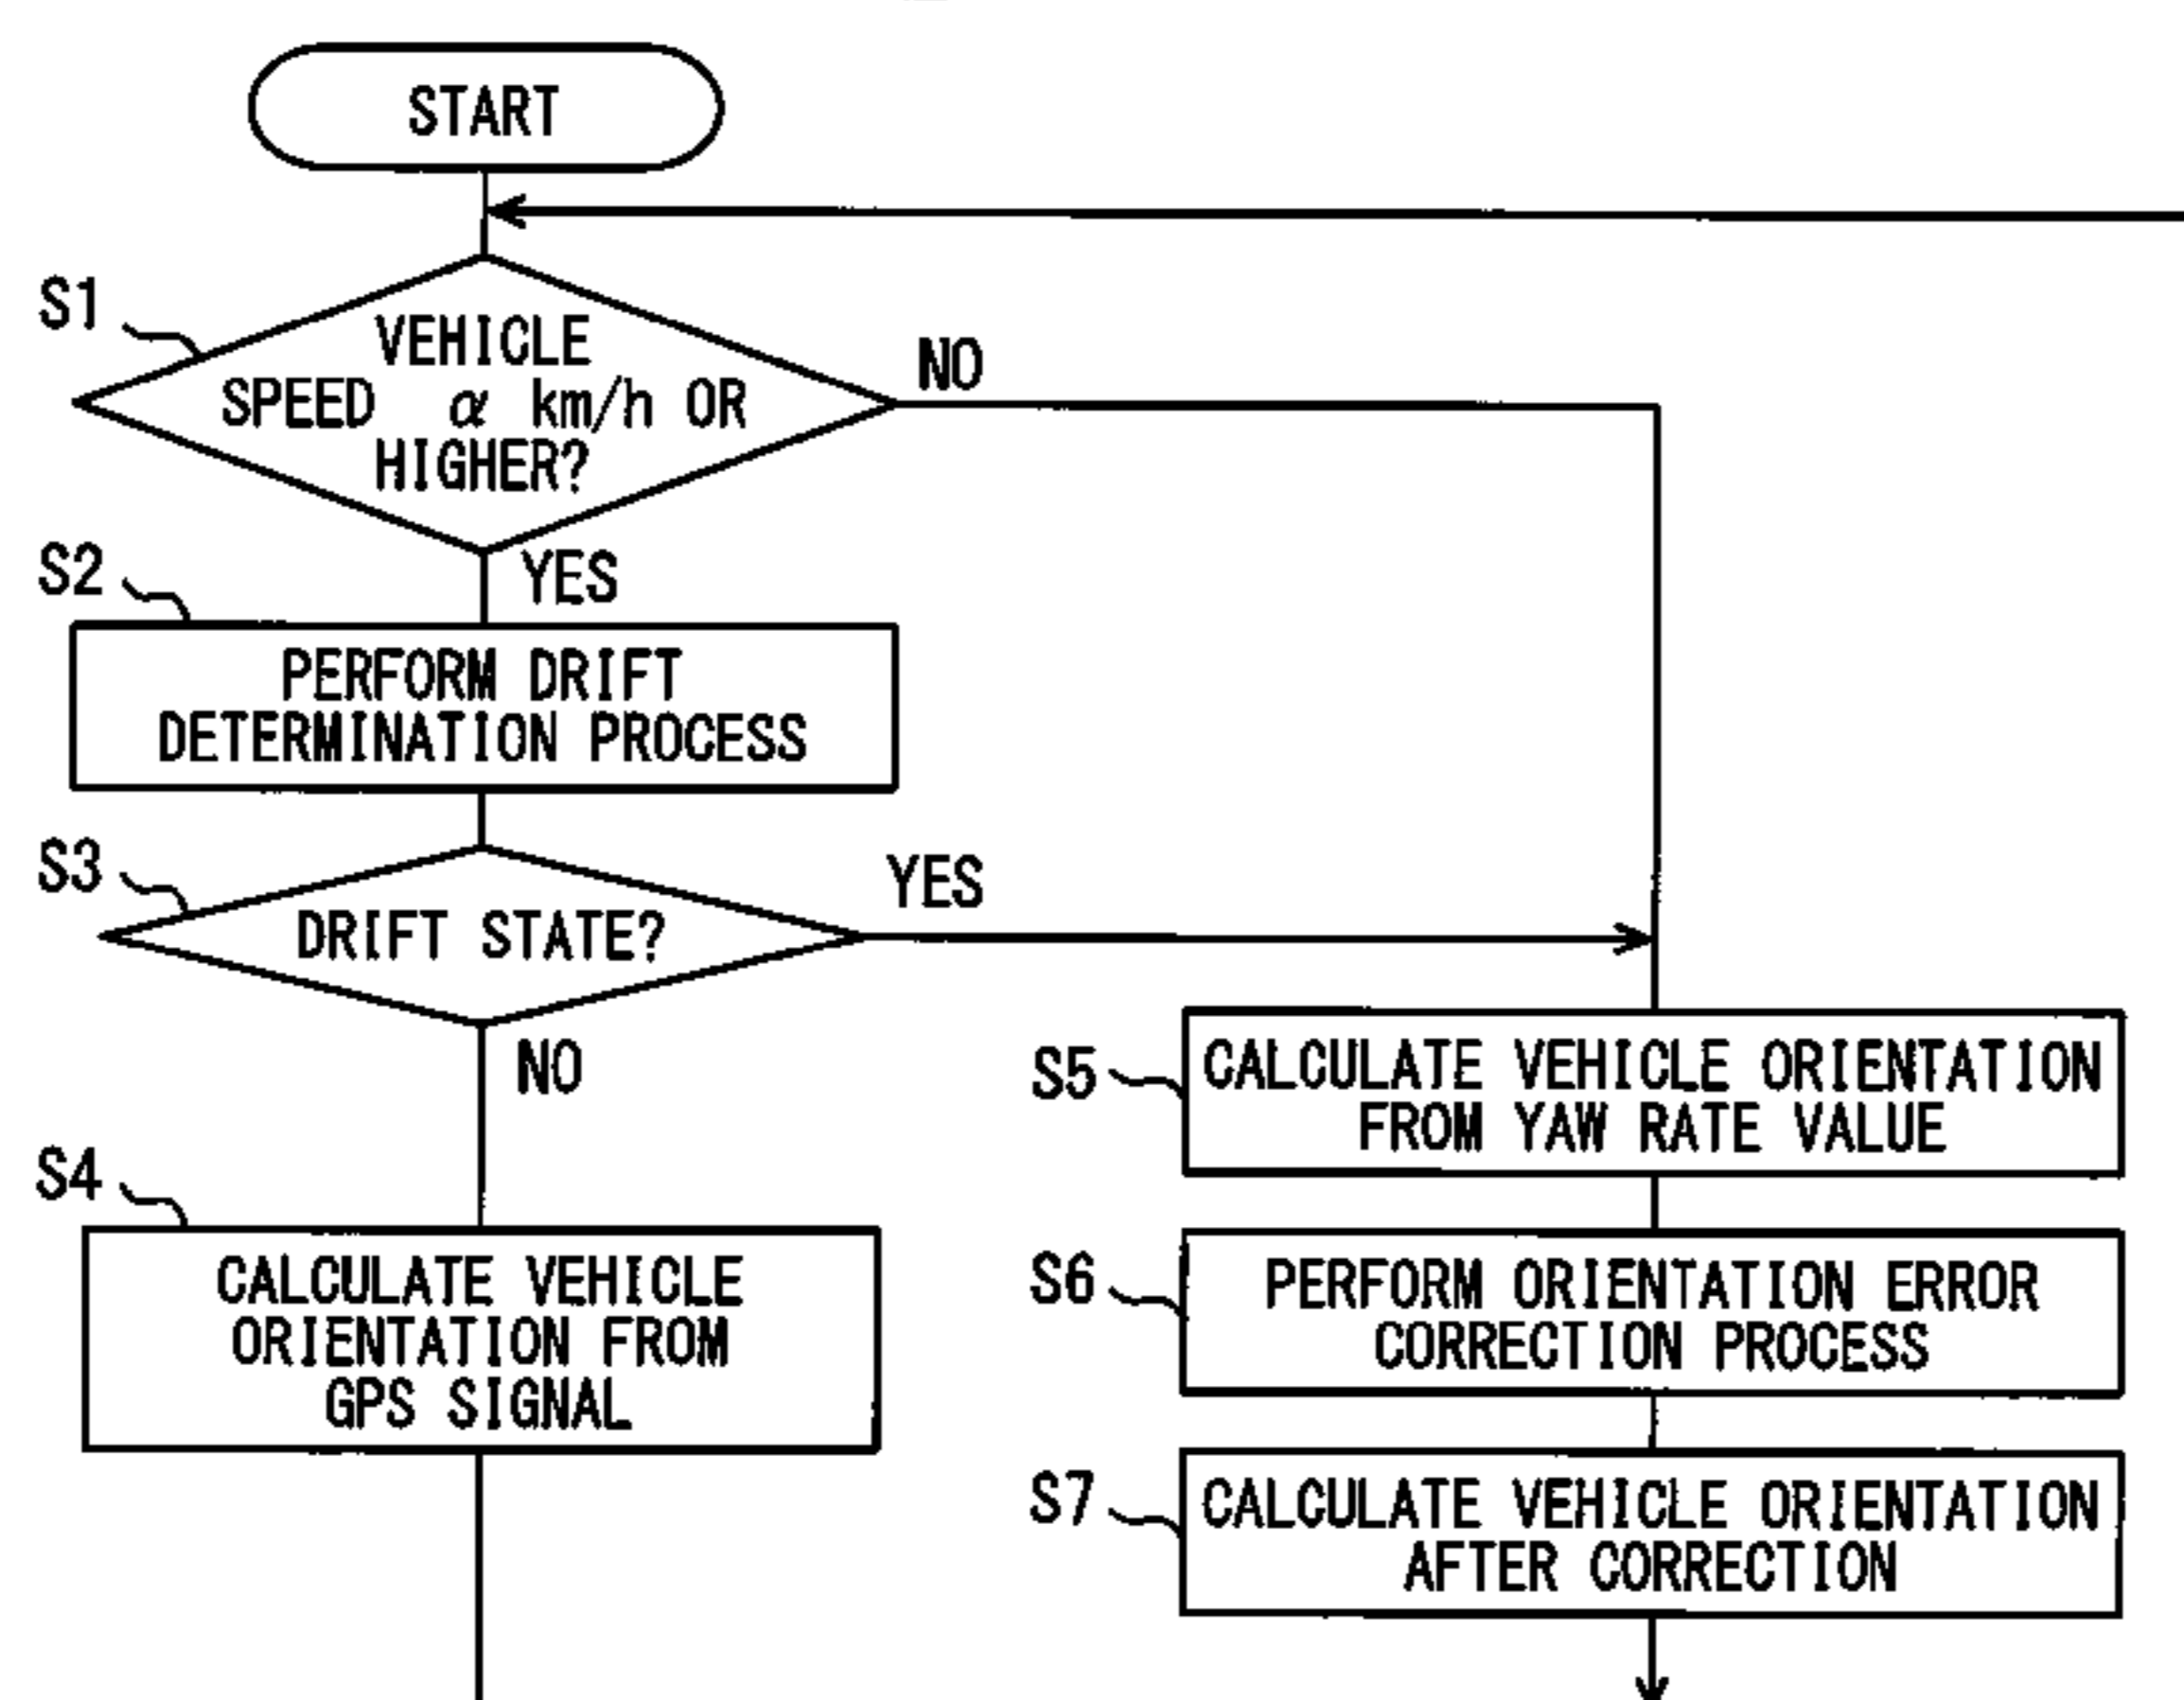 START
S1
VEHICLE
SPEED α km/h OR
HIGHER?
NO
YES
S2
PERFORM DRIFT
DETERMINATION PROCESS
S3
DRIFT STATE?
YES
NO
S4
CALCULATE VEHICLE
ORIENTATION FROM
GPS SIGNAL
S5
CALCULATE VEHICLE ORIENTATION
FROM YAW RATE VALUE
S6
PERFORM ORIENTATION ERROR
CORRECTION PROCESS
S7
CALCULATE VEHICLE ORIENTATION
AFTER CORRECTION